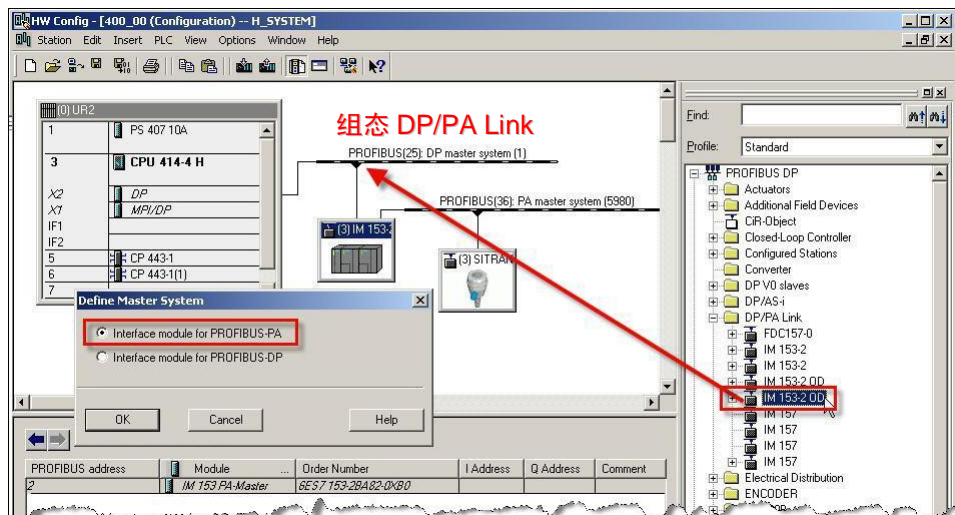 HW Config - [400_00 (Configuration) -- H_SYSTEM]
Station Edit Insert PLC View Options Window Help
(0) UR2
1 PS 407 10A
3 CPU 414-4 H
X2 DP
X1 MPI/DP
IF1
IF2
5 CP 443-1
6 CP 443-1(1)
7
组态 DP/PA Link
PROFIBUS(25): DP master system (1)
PROFIBUS(36): PA master system (5980)
(3) IM 153-2
(3) SITRAN
Define Master System
Interface module for PROFIBUS-PA
Interface module for PROFIBUS-DP
OK Cancel Help
PROFIBUS address Module ... Order Number I Address Q Address Comment
2 IM 153 PA-Master 6ES7 153-2BA82-0XB0
Find:
Profile: Standard
PROFIBUS DP
Actuators
Additional Field Devices
CiR-Object
Closed-Loop Controller
Configured Stations
Converter
DP V0 slaves
DP/AS-i
DP/PA Link
FDC157-0
IM 153-2
IM 153-2
IM 153-2 OD
IM 153-2 OD
IM 157
IM 157
IM 157
IM 157
Electrical Distribution
ENCODER